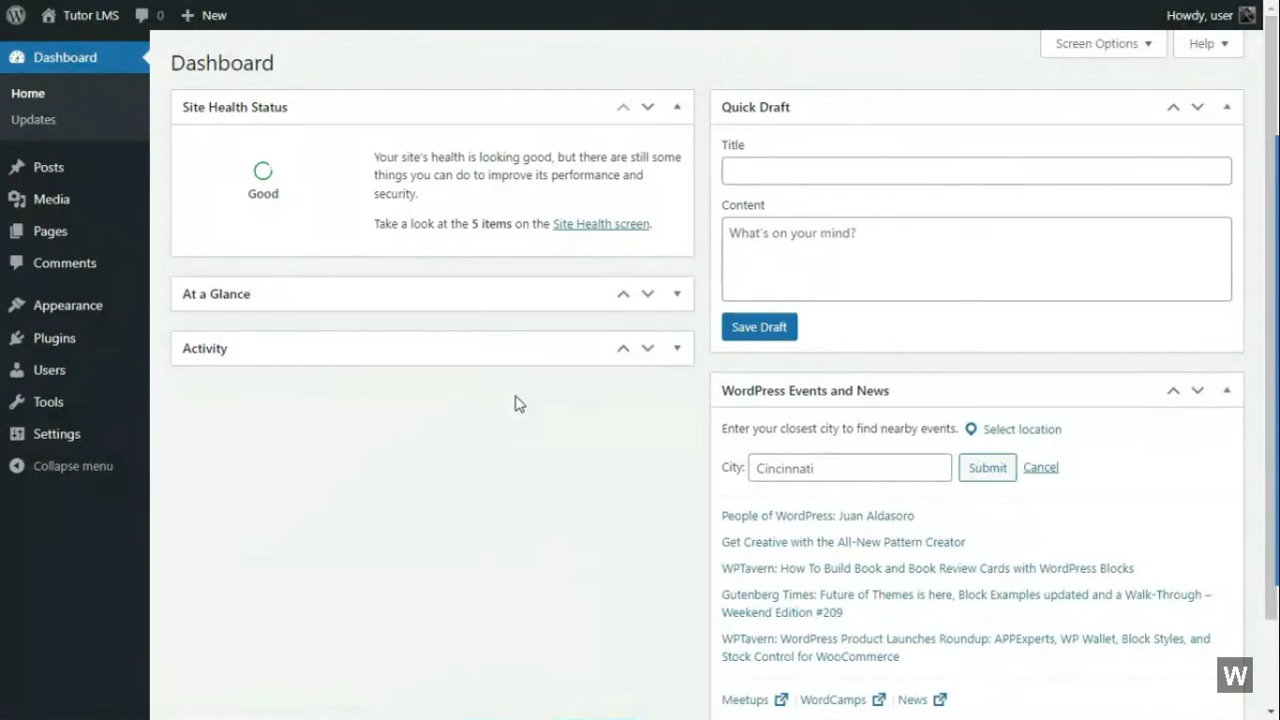 Tutor LMS 0 New Howdy, user
Dashboard
Home
Updates
Posts
Media
Pages
Comments
Appearance
Plugins
Users
Tools
Settings
Collapse menu
Screen Options Help
Dashboard
Site Health Status
Good
Your site's health is looking good, but there are still some
things you can do to improve its performance and
security.
Take a look at the 5 items on the Site Health screen.
At a Glance
Activity
Quick Draft
Title
Content
What's on your mind?
Save Draft
WordPress Events and News
Enter your closest city to find nearby events. Select location
City: Cincinnati Submit Cancel
People of WordPress: Juan Aldasoro
Get Creative with the All-New Pattern Creator
WPTavern: How To Build Book and Book Review Cards with WordPress Blocks
Gutenberg Times: Future of Themes is here, Block Examples updated and a Walk-Through –
Weekend Edition #209
WPTavern: WordPress Product Launches Roundup: APPExperts, WP Wallet, Block Styles, and
Stock Control for WooCommerce
Meetups | WordCamps | News
W